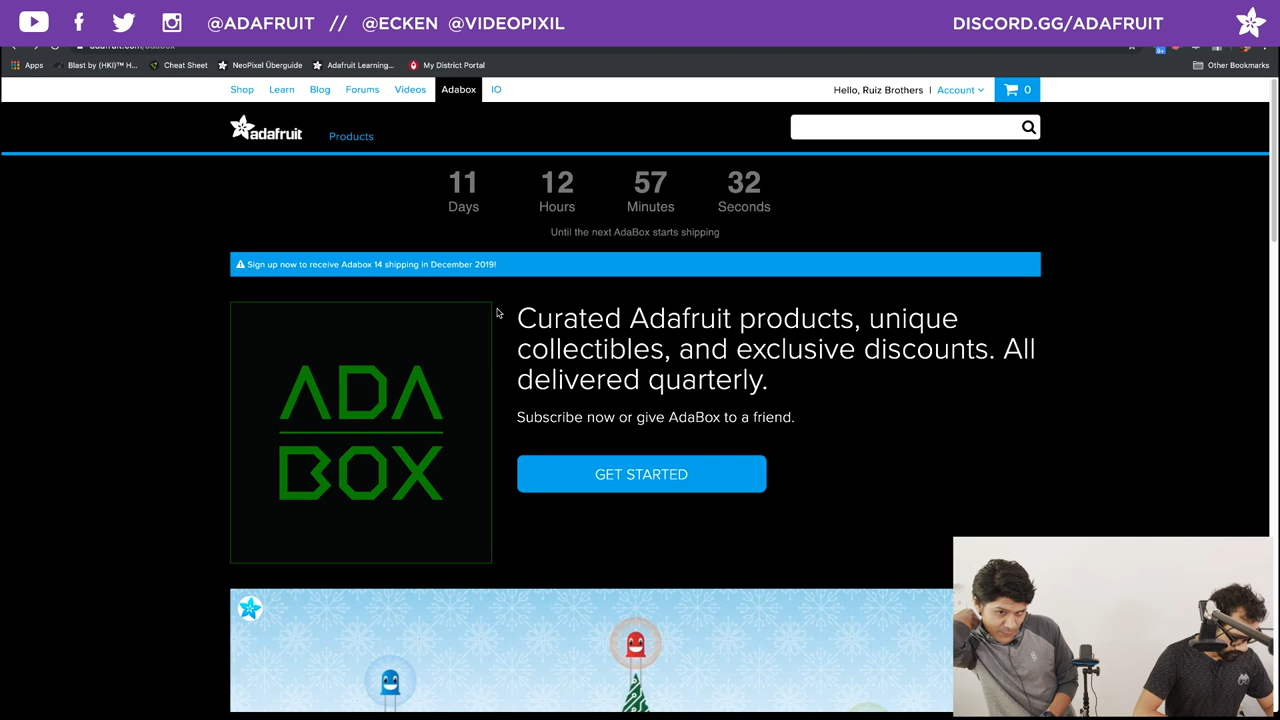 @ADAFRUIT // @ECKEN @VIDEOPIXIL DISCORD.GG/ADAFRUIT
Apps Blast by (HKI)™ H... Cheat Sheet NeoPixel Überguide Adafruit Learning... My District Portal Other Bookmarks
Shop Learn Blog Forums Videos Adabox IO Hello, Ruiz Brothers | Account 0
adafruit Products
11 12 57 32
Days Hours Minutes Seconds
Until the next AdaBox starts shipping
Sign up now to receive Adabox 14 shipping in December 2019!
ADA
BOX
Curated Adafruit products, unique
collectibles, and exclusive discounts. All
delivered quarterly.
Subscribe now or give AdaBox to a friend.
GET STARTED